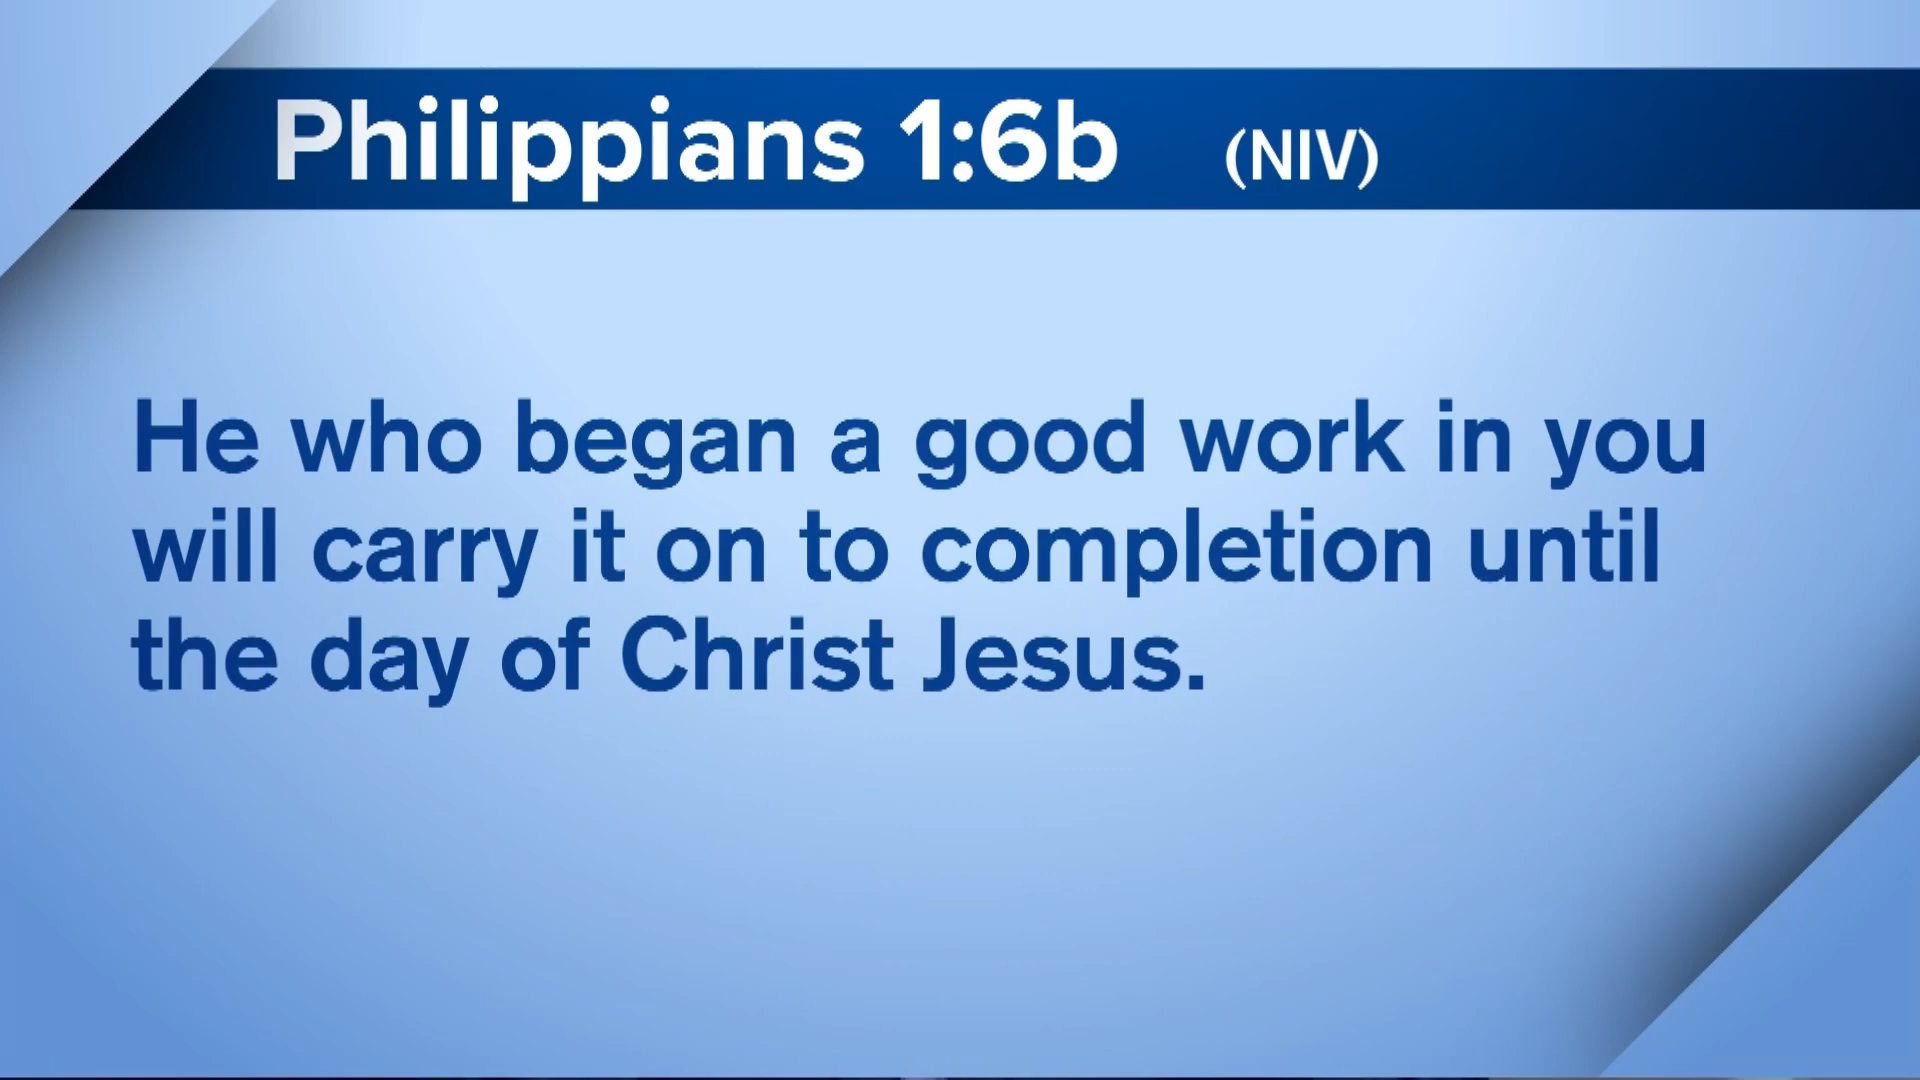 Philippians 1:6b (NIV)
He who began a good work in you
will carry it on to completion until
the day of Christ Jesus.